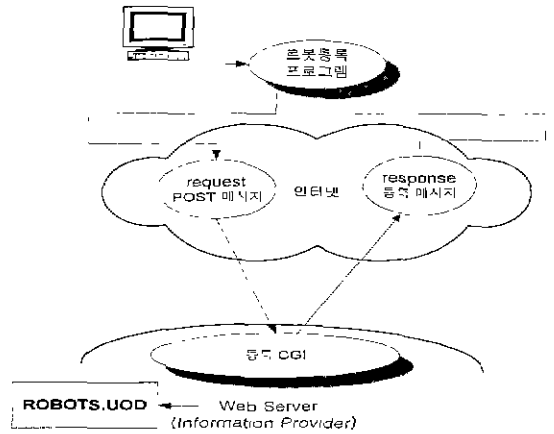 로봇등록
프로그램
request
POST 메시지
인터넷
response
등록 메시지
등록 CGI
ROBOTS.UOD
Web Server
(Information Provider)